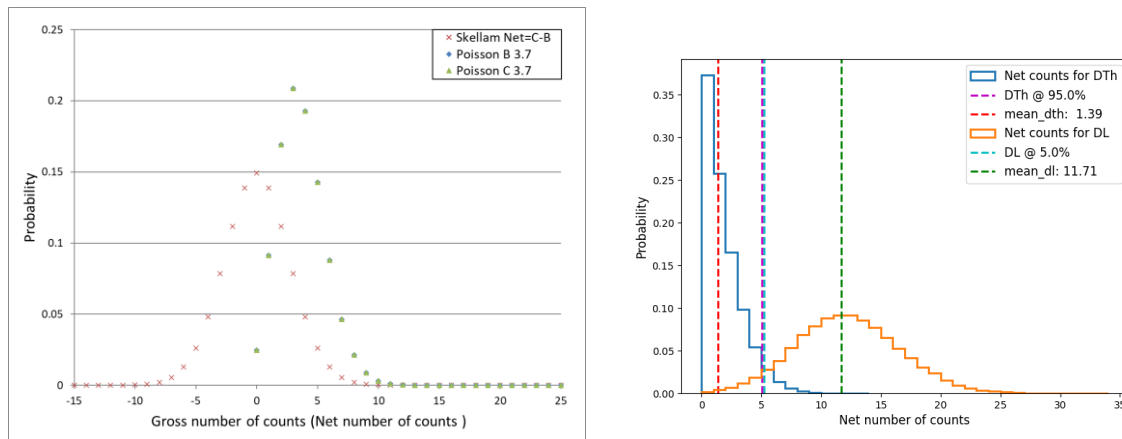 0.25
0.2
0.15
0.1
0.05
0
-15
-10
-5
0
5
10
15
20
25
Probability
Gross number of counts (Net number of counts )
Skellam Net=C-B
Poisson B 3.7
Poisson C 3.7
0.35
0.30
0.25
0.20
0.15
0.10
0.05
0.00
0
5
10
15
20
25
30
35
Probability
Net number of counts
Net counts for DTh
DTh @ 95.0%
mean_dth:  1.39
Net counts for DL
DL @ 5.0%
mean_dl: 11.71